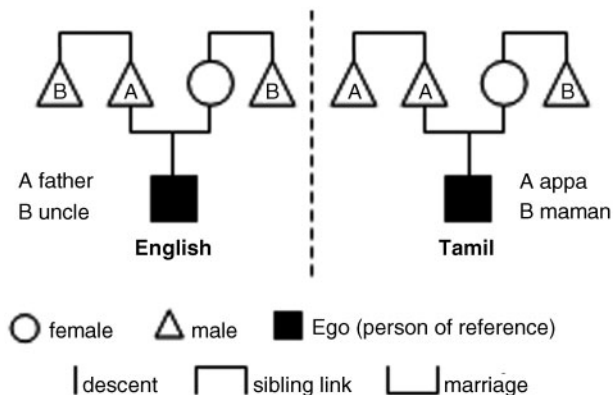 B A B A A B
A father A appa
B uncle B maman
English Tamil
female male Ego (person of reference)
descent sibling link marriage